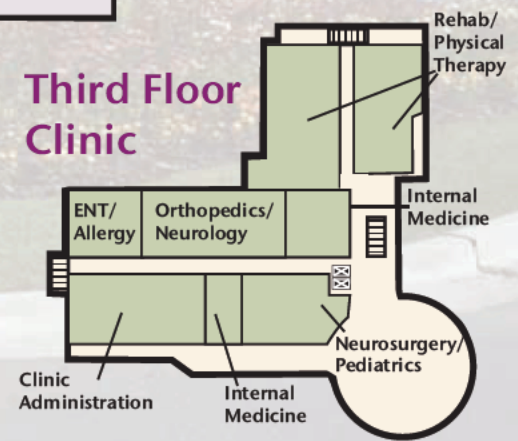 Third Floor
Clinic
Rehab/
Physical
Therapy
ENT/
Allergy
Orthopedics/
Neurology
Internal
Medicine
Neurosurgery/
Pediatrics
Clinic
Administration
Internal
Medicine